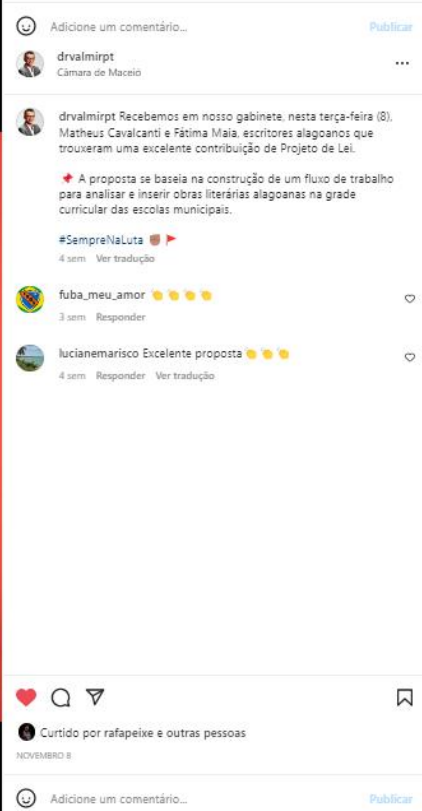 Adicione um comentário... Publicar
drvalmirpt
Câmara de Maceió
drvalmirpt Recebemos em nosso gabinete, nesta terça-feira (8),
Matheus Cavalcanti e Fátima Maia, escritores alagoanos que
trouxeram uma excelente contribuição de Projeto de Lei.
📌 A proposta se baseia na construção de um fluxo de trabalho
para analisar e inserir obras literárias alagoanas na grade
curricular das escolas municipais.
#SempreNaLuta ✊🏽🚩
4 sem Ver tradução
fuba_meu_amor 👏👏👏👏
3 sem Responder
lucianemarisco Excelente proposta👏👏👏
4 sem Responder Ver tradução
Curtido por rafapeixe e outras pessoas
NOVEMBRO 8
Adicione um comentário... Publicar